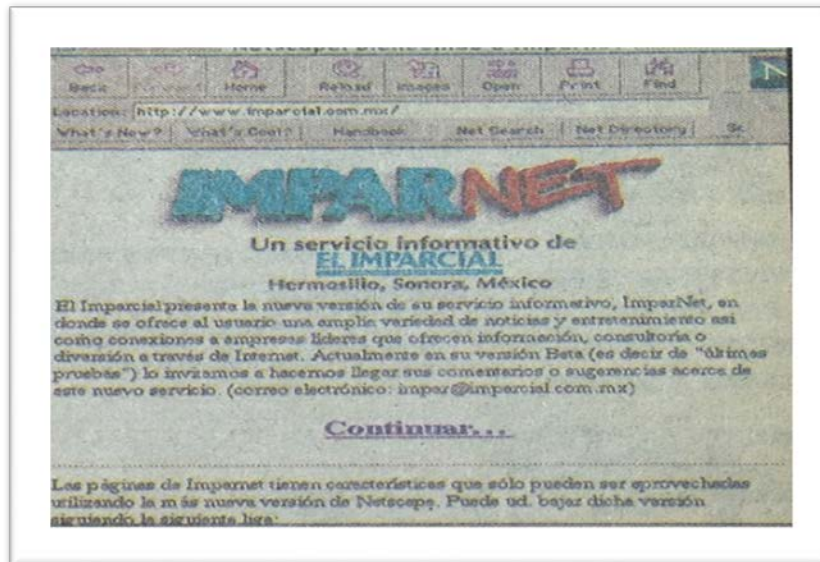 Back Forward Home Reload Images Open Print Find
Location: http://www.imparcial.com.mx/
What's New? What's Cool? Handbook Net Search Net Directory
IMPARNET
Un servicio informativo de
EL IMPARCIAL
Hermosillo, Sonora, México
El Imparcial presenta la nueva versión de su servicio informativo, ImparNet, en
donde se ofrece al usuario una amplia variedad de noticias y entretenimiento asi
como conexiones a empresas lideres que ofrecen información, consultoría o
diversión a través de Internet. Actualmente en su versión Beta (es decir de "últimas
pruebas") lo invitamos a hacernos llegar sus comentarios o sugerencias acerca de
este nuevo servicio. (correo electrónico: impar@imparcial.com.mx)
Continuar...
Las páginas de Imparnet tienen características que sólo pueden ser aprovechadas
utilizando la más nueva versión de Netscape. Puede ud. bajar dicha versión
siguiendo la siguiente liga: